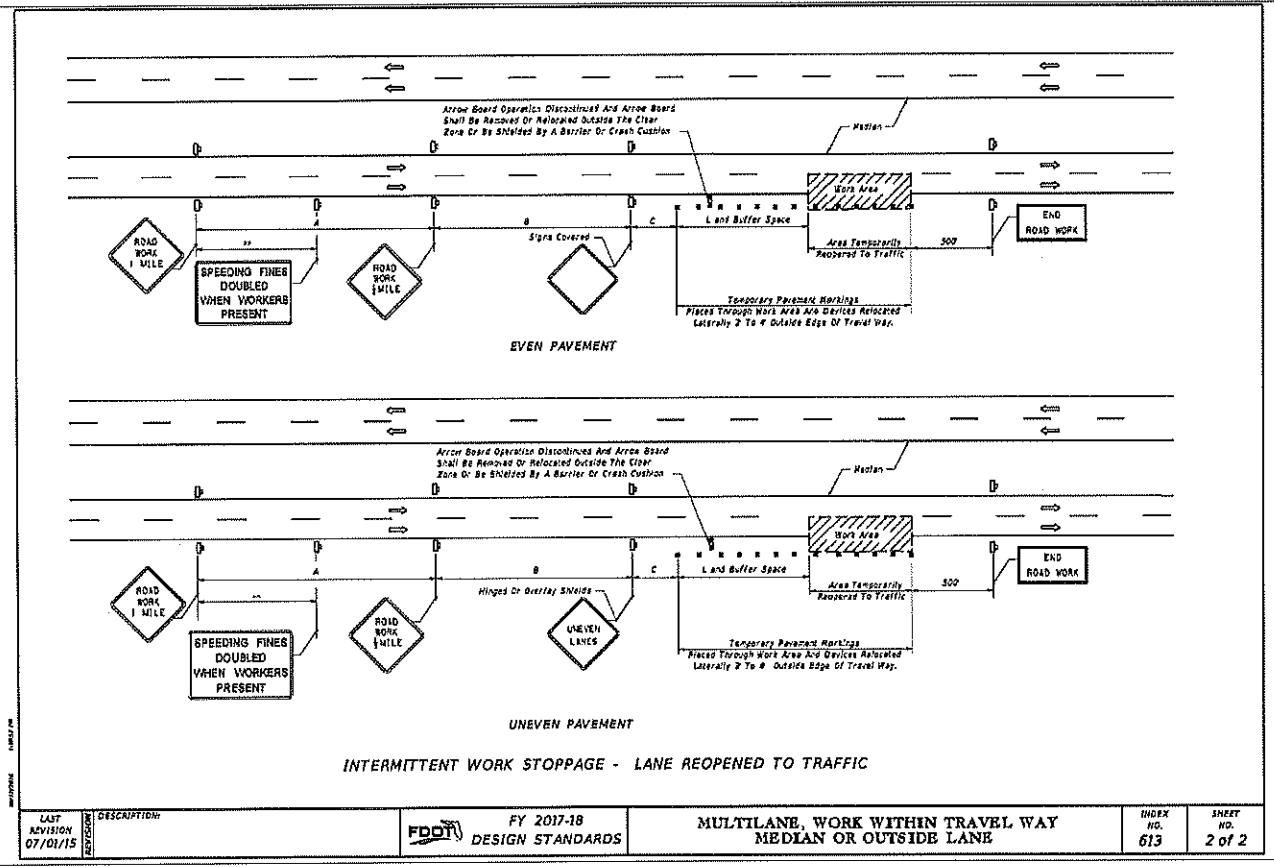 Arrow Board Operation Discontinued And Arrow Board
Shall Be Removed Or Relocated Outside The Clear
Zone Or Be Shielded By A Barrier Or Crash Cushion
Median
Work Area
A
B
C
L and Buffer Space
ROAD
WORK
1 MILE
SPEEDING FINES
DOUBLED
WHEN WORKERS
PRESENT
ROAD
WORK
½ MILE
Signs Covered
Area Temporarily
Reopened To Traffic
500'
END
ROAD WORK
Temporary Pavement Markings
Placed Through Work Area And Devices Relocated
Laterally 2' To 4' Outside Edge Of Travel Way.
EVEN PAVEMENT
Arrow Board Operation Discontinued And Arrow Board
Shall Be Removed Or Relocated Outside The Clear
Zone Or Be Shielded By A Barrier Or Crash Cushion
Median
Work Area
A
B
C
L and Buffer Space
ROAD
WORK
1 MILE
SPEEDING FINES
DOUBLED
WHEN WORKERS
PRESENT
ROAD
WORK
½ MILE
Hinged Or Overlay Shields
UNEVEN
LANES
Area Temporarily
Reopened To Traffic
500'
END
ROAD WORK
Temporary Pavement Markings
Placed Through Work Area And Devices Relocated
Laterally 2' To 4' Outside Edge Of Travel Way.
UNEVEN PAVEMENT
INTERMITTENT WORK STOPPAGE - LANE REOPENED TO TRAFFIC
LAST
REVISION
07/01/15
REVISION
DESCRIPTION:
FDOT
FY 2017-18
DESIGN STANDARDS
MULTILANE, WORK WITHIN TRAVEL WAY
MEDIAN OR OUTSIDE LANE
INDEX
NO.
613
SHEET
NO.
2 of 2